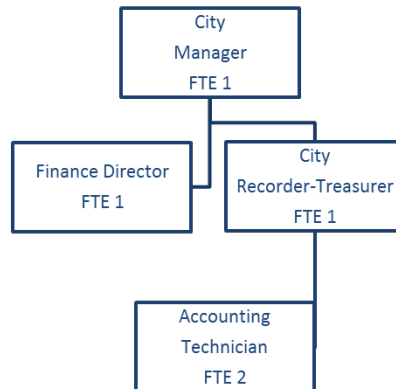 City
Manager
FTE 1
Finance Director
FTE 1
City
Recorder-Treasurer
FTE 1
Accounting
Technician
FTE 2